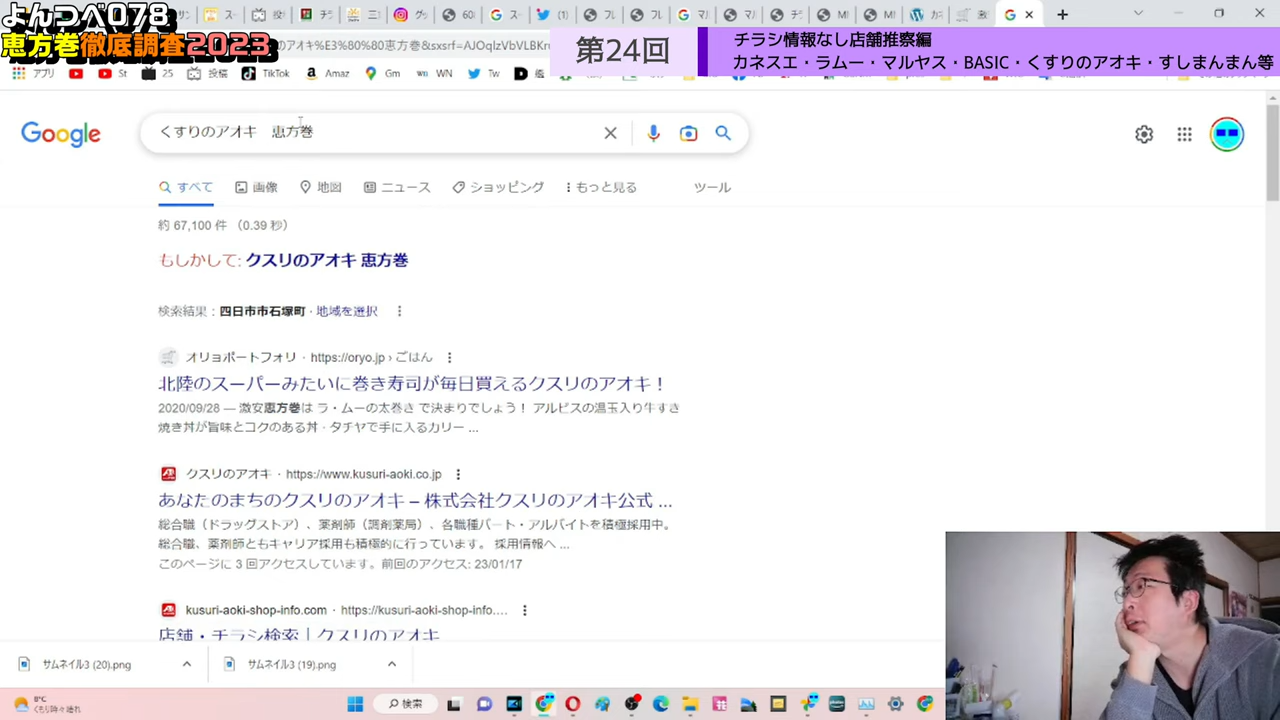 よんつべ078
恵方巻徹底調査2023
第24回
チラシ情報なし店舗推察編
カネスエ・ラムー・マルヤス・BASIC・くすりのアオキ・すしまんまん等
アプリ
St
25
投稿
TikTok
Amaz
Gm
WN
Tw
Google
くすりのアオキ　恵方巻
すべて
画像
地図
ニュース
ショッピング
もっと見る
ツール
約 67,100 件 （0.39 秒）
もしかして: クスリのアオキ 恵方巻
検索結果：四日市市石塚町・地域を選択
オリョポートフォリ · https://oryo.jp › ごはん
北陸のスーパーみたいに巻き寿司が毎日買えるクスリのアオキ！
2020/09/28 — 激安恵方巻は ラ・ムーの太巻き で決まりでしょう！ アルビスの温玉入り牛すき
焼き丼が旨味とコクのある丼・タチヤで手に入るカリー ...
クスリのアオキ · https://www.kusuri-aoki.co.jp
あなたのまちのクスリのアオキ – 株式会社クスリのアオキ公式 ...
総合職（ドラッグストア）、薬剤師（調剤薬局）、各職種パート・アルバイトを積極採用中。
総合職、薬剤師ともキャリア採用も積極的に行っています。 採用情報へ ...
このページに 3 回アクセスしています。前回のアクセス: 23/01/17
kusuri-aoki-shop-info.com · https://kusuri-aoki-shop-info....
店舗・チラシ検索 | クスリのアオキ
サムネイル3 (20).png
サムネイル3 (19).png
8°C
くもり時々晴れ
検索